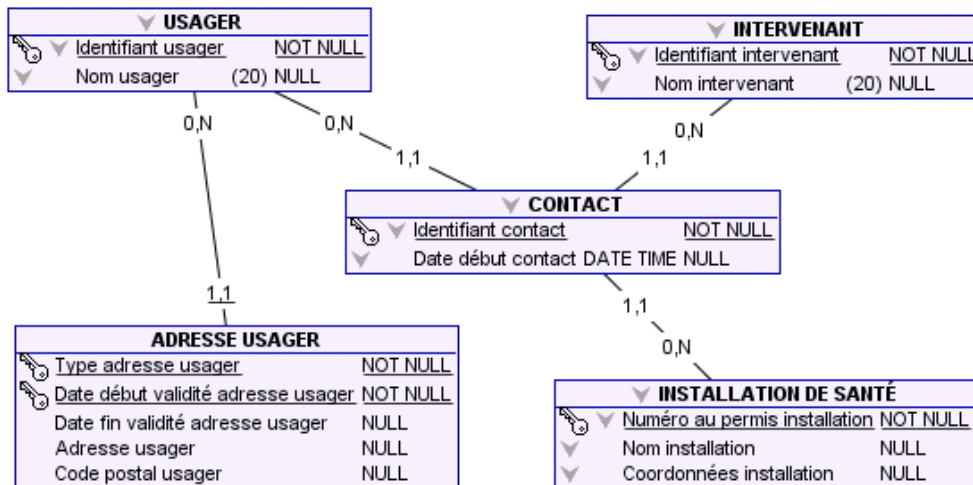 USAGER
Identifiant usager NOT NULL
Nom usager (20) NULL
INTERVENANT
Identifiant intervenant NOT NULL
Nom intervenant (20) NULL
0,N
0,N
0,N
1,1
1,1
CONTACT
Identifiant contact NOT NULL
Date début contact DATE TIME NULL
1,1
1,1
0,N
ADRESSE USAGER
Type adresse usager NOT NULL
Date début validité adresse usager NOT NULL
Date fin validité adresse usager NULL
Adresse usager NULL
Code postal usager NULL
INSTALLATION DE SANTÉ
Numéro au permis installation NOT NULL
Nom installation NULL
Coordonnées installation NULL